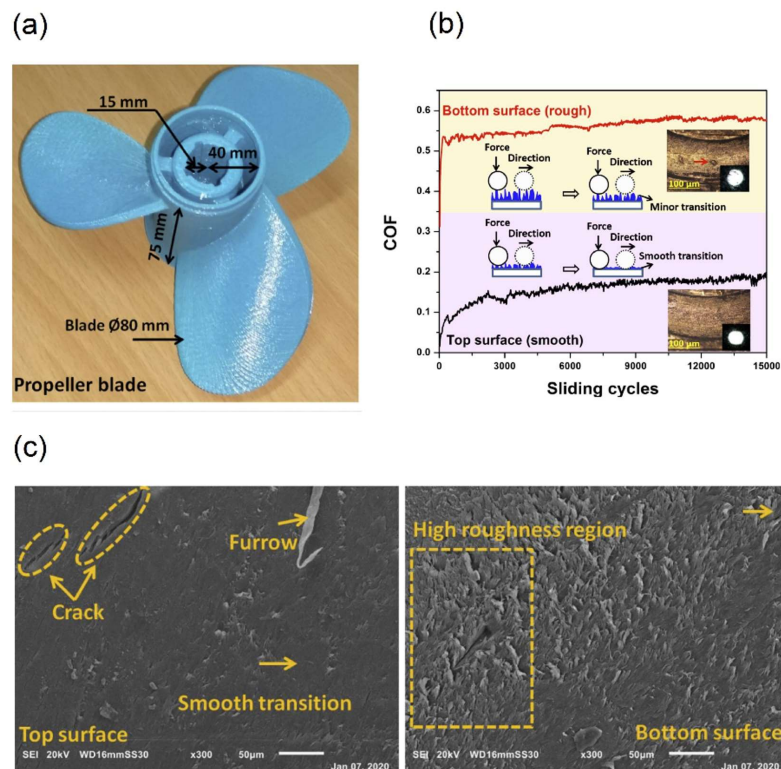 (a)
15 mm
40 mm
75 mm
Blade Ø80 mm
Propeller blade
(b)
Bottom surface (rough)
Force
Direction
Force
Direction
100 µm
Minor transition
Force
Direction
Force
Direction
Smooth transition
Top surface (smooth)
100 µm
COF
0.6
0.5
0.4
0.3
0.2
0.1
0.0
0
3000
6000
9000
12000
15000
Sliding cycles
(c)
Crack
Furrow
Smooth transition
Top surface
SEI 20kV WD16mmSS30 x300 50µm
Jan 07, 2020
High roughness region
Bottom surface
SEI 20kV WD16mmSS30 x300 50µm
Jan 07, 2020